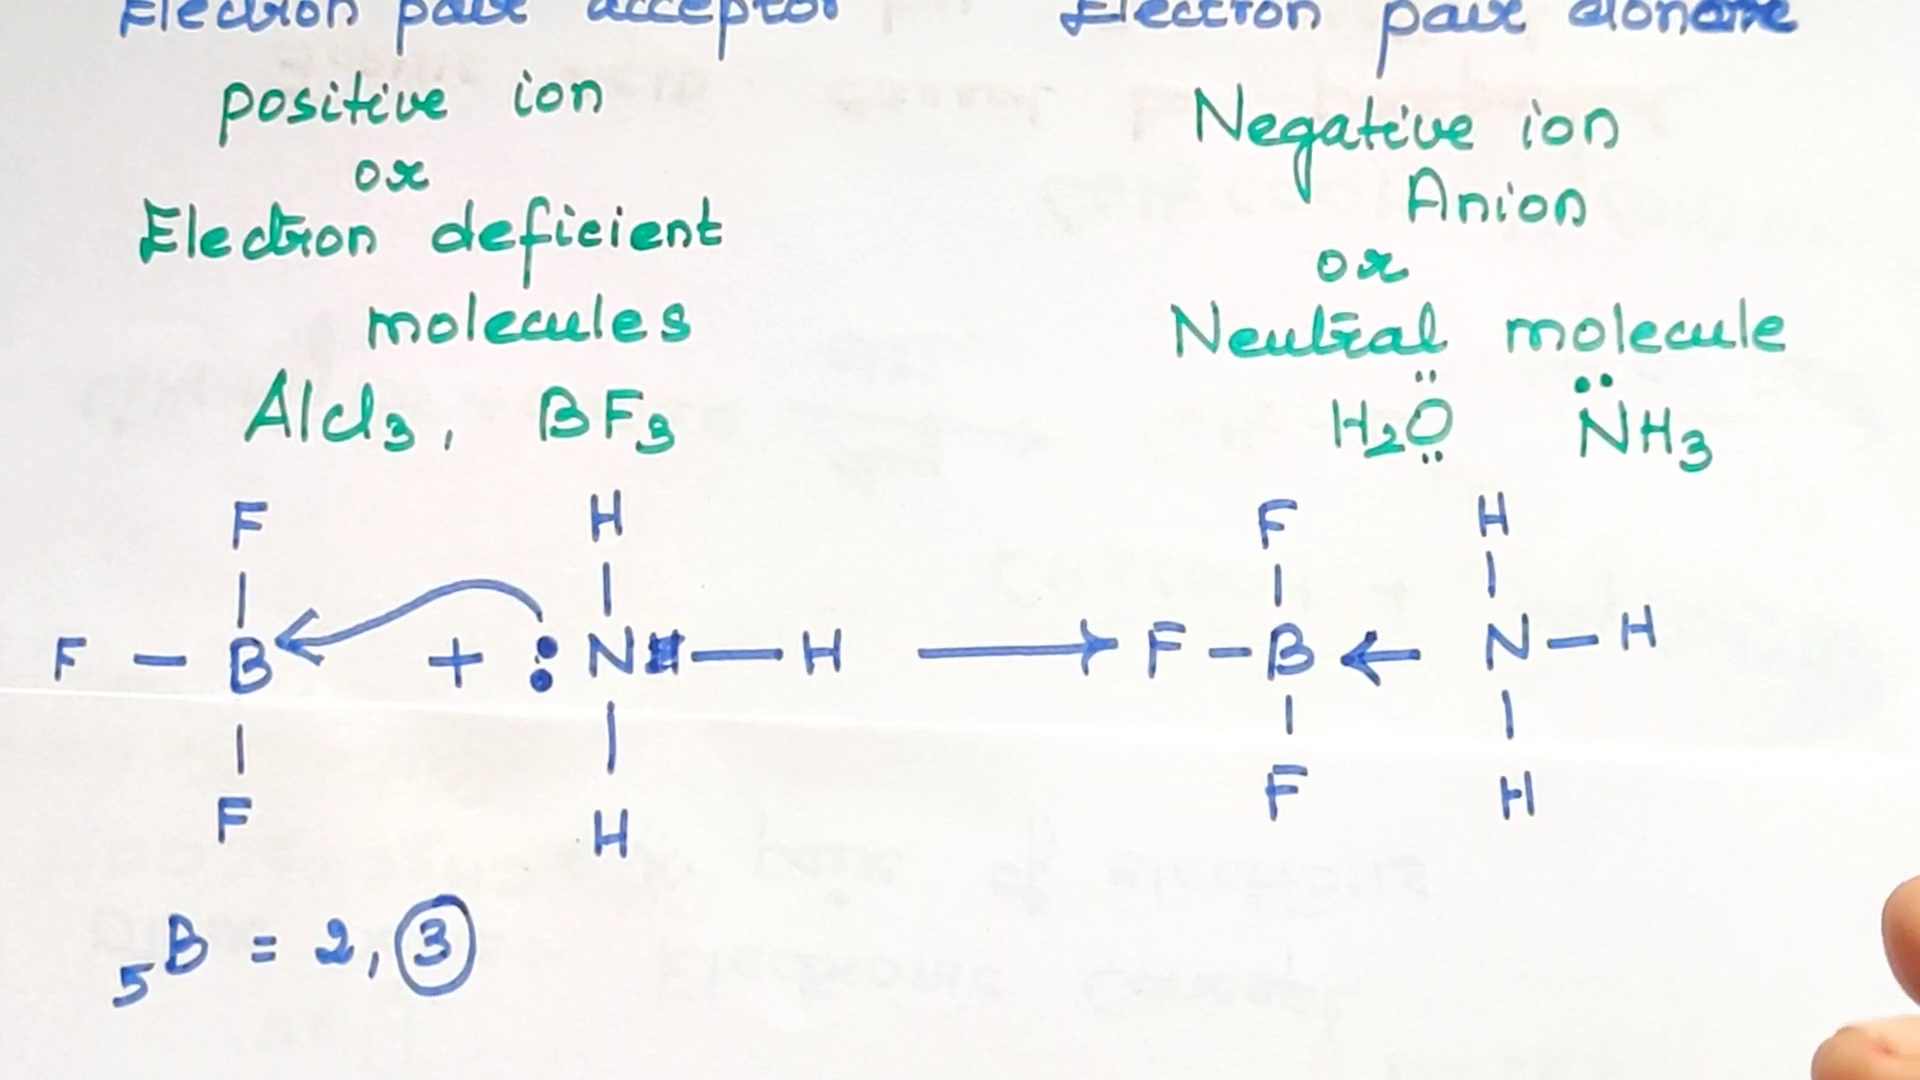 Electron pair acceptor
positive ion
or
Electron deficient
molecules
AlCl3, BF3
Electron pair donor
Negative ion
Anion
or
Neutral molecule
H2O NH3
F H
F - B + : N — H
F H
F H
F - B ← N - H
F H
5B = 2, 3